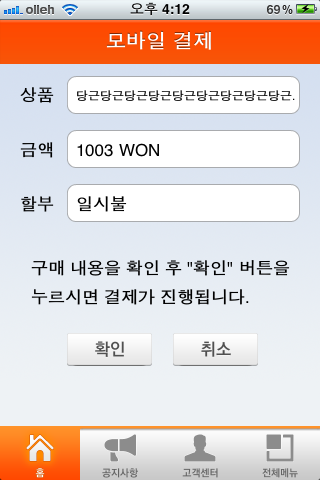 olleh 오후 4:12 69%
모바일 결제
상품 당근당근당근당근당근당근당근당근당근.
금액 1003 WON
할부 일시불
구매 내용을 확인 후 "확인" 버튼을
누르시면 결제가 진행됩니다.
확인 취소
홈 공지사항 고객센터 전체메뉴